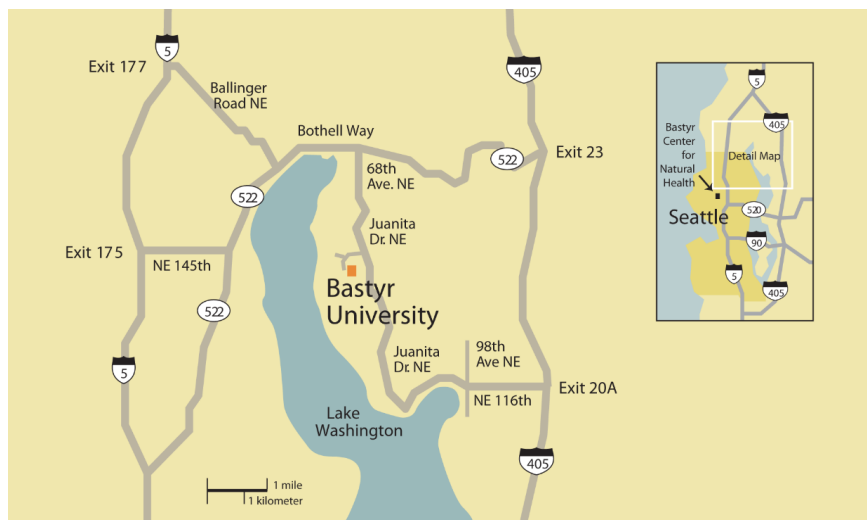 5
Exit 177
Ballinger
Road NE
Bothell Way
405
522
Exit 23
68th
Ave. NE
522
Juanita
Dr. NE
Exit 175
NE 145th
Bastyr
University
522
98th
Ave NE
Juanita
Dr. NE
5
NE 116th
Exit 20A
Lake
Washington
405
1 mile
1 kilometer
5
405
Bastyr
Center
for
Natural
Health
Detail Map
Seattle
520
90
5
405